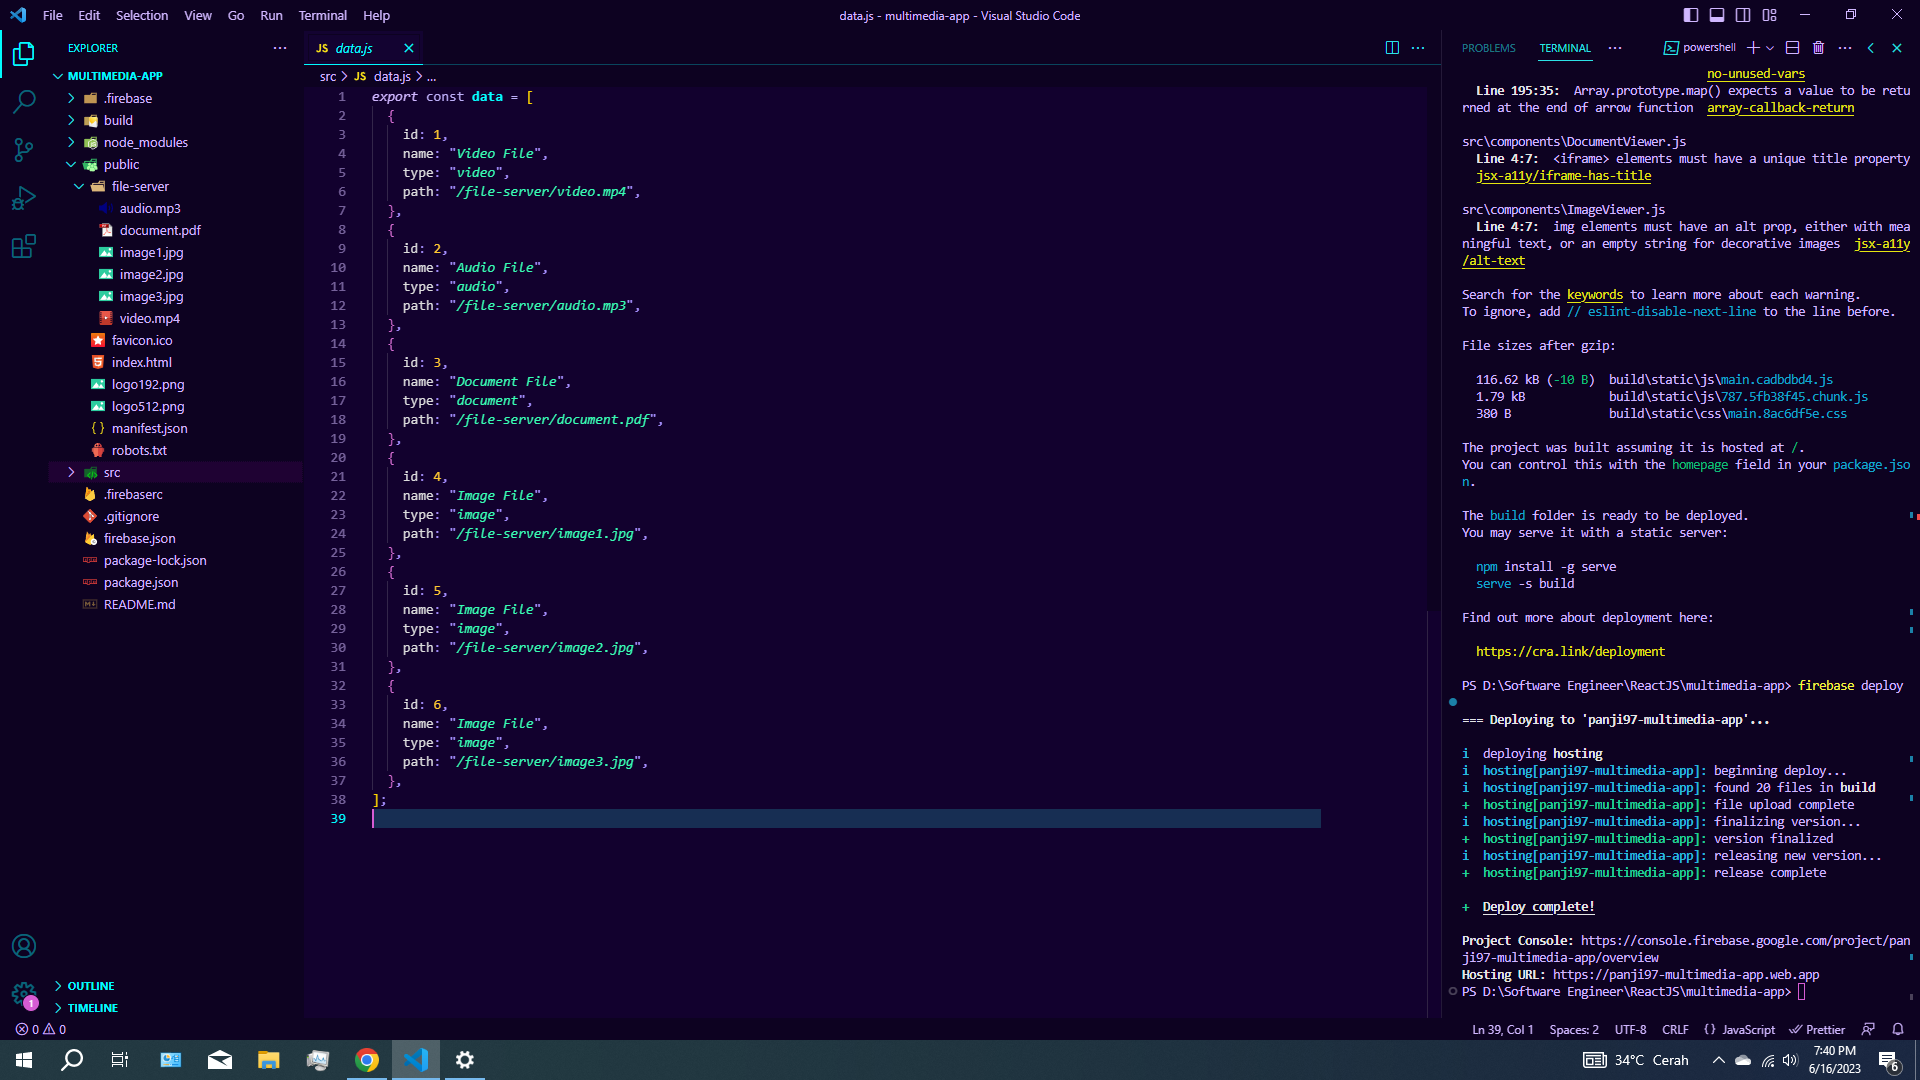 File Edit Selection View Go Run Terminal Help
data.js - multimedia-app - Visual Studio Code
EXPLORER
MULTIMEDIA-APP
.firebase
build
node_modules
public
file-server
audio.mp3
document.pdf
image1.jpg
image2.jpg
image3.jpg
video.mp4
favicon.ico
index.html
logo192.png
logo512.png
manifest.json
robots.txt
src
.firebaserc
.gitignore
firebase.json
package-lock.json
package.json
README.md
OUTLINE
TIMELINE
JS data.js
src > JS data.js > ...
1 export const data = [
2 {
3 id: 1,
4 name: "Video File",
5 type: "video",
6 path: "/file-server/video.mp4",
7 },
8 {
9 id: 2,
10 name: "Audio File",
11 type: "audio",
12 path: "/file-server/audio.mp3",
13 },
14 {
15 id: 3,
16 name: "Document File",
17 type: "document",
18 path: "/file-server/document.pdf",
19 },
20 {
21 id: 4,
22 name: "Image File",
23 type: "image",
24 path: "/file-server/image1.jpg",
25 },
26 {
27 id: 5,
28 name: "Image File",
29 type: "image",
30 path: "/file-server/image2.jpg",
31 },
32 {
33 id: 6,
34 name: "Image File",
35 type: "image",
36 path: "/file-server/image3.jpg",
37 },
38 ];
39
PROBLEMS TERMINAL powershell
no-unused-vars
Line 195:35: Array.prototype.map() expects a value to be retu
rned at the end of arrow function array-callback-return
src\components\DocumentViewer.js
Line 4:7: <iframe> elements must have a unique title property
jsx-a11y/iframe-has-title
src\components\ImageViewer.js
Line 4:7: img elements must have an alt prop, either with mea
ningful text, or an empty string for decorative images jsx-a11y
/alt-text
Search for the keywords to learn more about each warning.
To ignore, add // eslint-disable-next-line to the line before.
File sizes after gzip:
116.62 kB (-10 B) build\static\js\main.cadbdbd4.js
1.79 kB build\static\js\787.5fb38f45.chunk.js
380 B build\static\css\main.8ac6df5e.css
The project was built assuming it is hosted at /.
You can control this with the homepage field in your package.jso
n.
The build folder is ready to be deployed.
You may serve it with a static server:
npm install -g serve
serve -s build
Find out more about deployment here:
https://cra.link/deployment
PS D:\Software Engineer\ReactJS\multimedia-app> firebase deploy
=== Deploying to 'panji97-multimedia-app'...
i deploying hosting
i hosting[panji97-multimedia-app]: beginning deploy...
i hosting[panji97-multimedia-app]: found 20 files in build
+ hosting[panji97-multimedia-app]: file upload complete
i hosting[panji97-multimedia-app]: finalizing version...
+ hosting[panji97-multimedia-app]: version finalized
i hosting[panji97-multimedia-app]: releasing new version...
+ hosting[panji97-multimedia-app]: release complete
+ Deploy complete!
Project Console: https://console.firebase.google.com/project/pan
ji97-multimedia-app/overview
Hosting URL: https://panji97-multimedia-app.web.app
PS D:\Software Engineer\ReactJS\multimedia-app>
1
0 0
Ln 39, Col 1 Spaces: 2 UTF-8 CRLF {} JavaScript Prettier
34°C Cerah
7:40 PM
6/16/2023
6